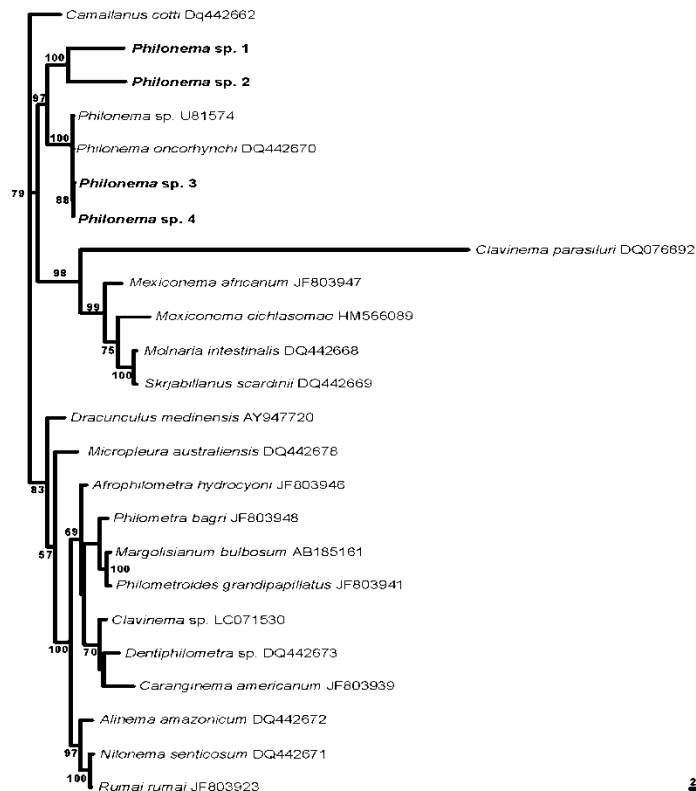 Camallanus cotti Dq442662
Philonema sp. 1
100
Philonema sp. 2
97
Philonema sp. U81574
100
Philonema oncorhynchi DQ442670
Philonema sp. 3
88
79
Philonema sp. 4
Clavinema parasiluri DQ076692
98
Mexiconema africanum JF803947
99
Mexiconema cichlasomae HM566089
75
Molnaria intestinalis DQ442668
100
Skrjabillanus scardinii DQ442669
Dracunculus medinensis AY947720
Micropleura australiensis DQ442678
83
Afrophilometra hydrocyoni JF803946
Philometra bagri JF803948
69
57
Margolisianum bulbosum AB185161
100
Philometroides grandipapillatus JF803941
Clavinema sp. LC071530
100
70
Dentiphilometra sp. DQ442673
Caranginema americanum JF803939
Alinema amazonicum DQ442672
97
Nilonema senticosum DQ442671
100
Rumai rumai JF803923
2